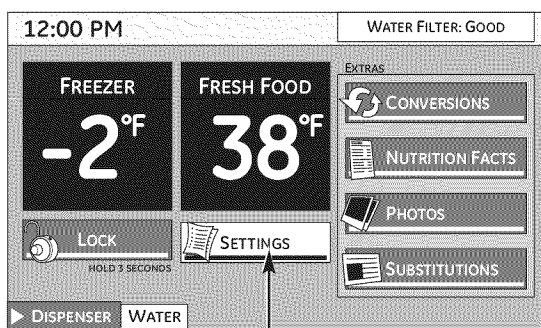 12:00 PM
WATER FILTER: GOOD
FREEZER
-2°F
FRESH FOOD
38°F
EXTRAS
CONVERSIONS
NUTRITION FACTS
PHOTOS
SUBSTITUTIONS
LOCK
HOLD 3 SECONDS
SETTINGS
DISPENSER
WATER